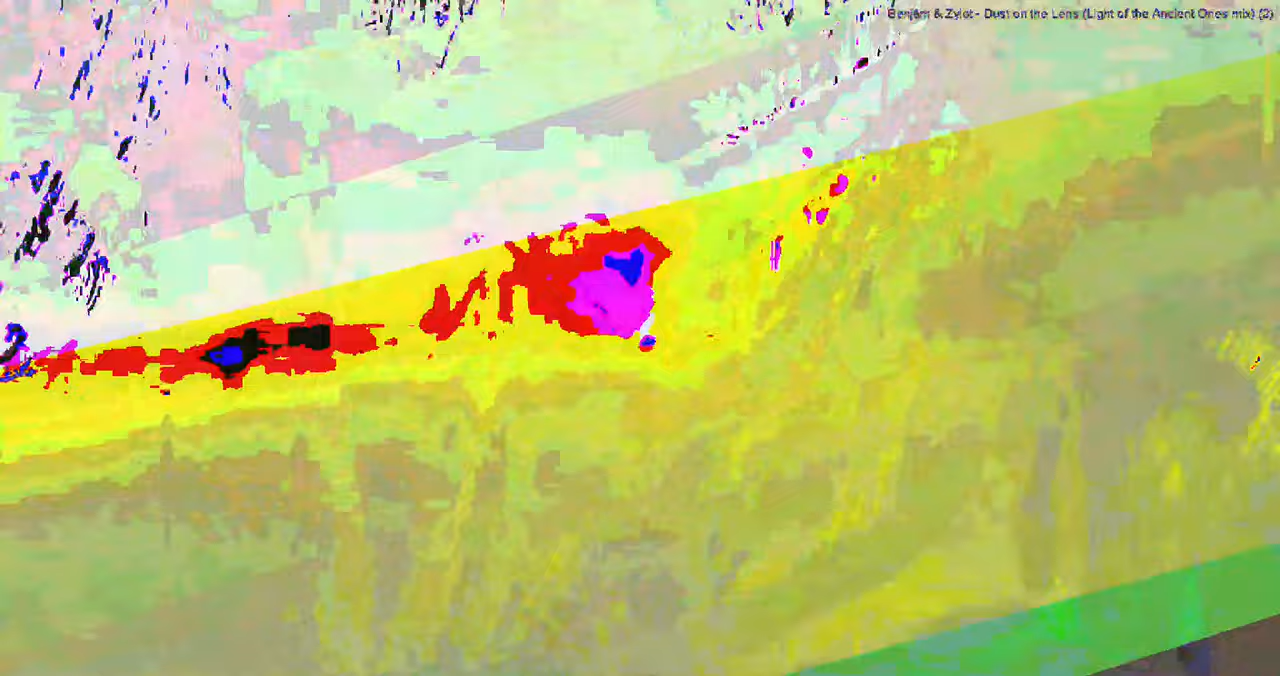 Benjam & Zylot - Dust on the Lens (Light of the Ancient Ones mix) (2)